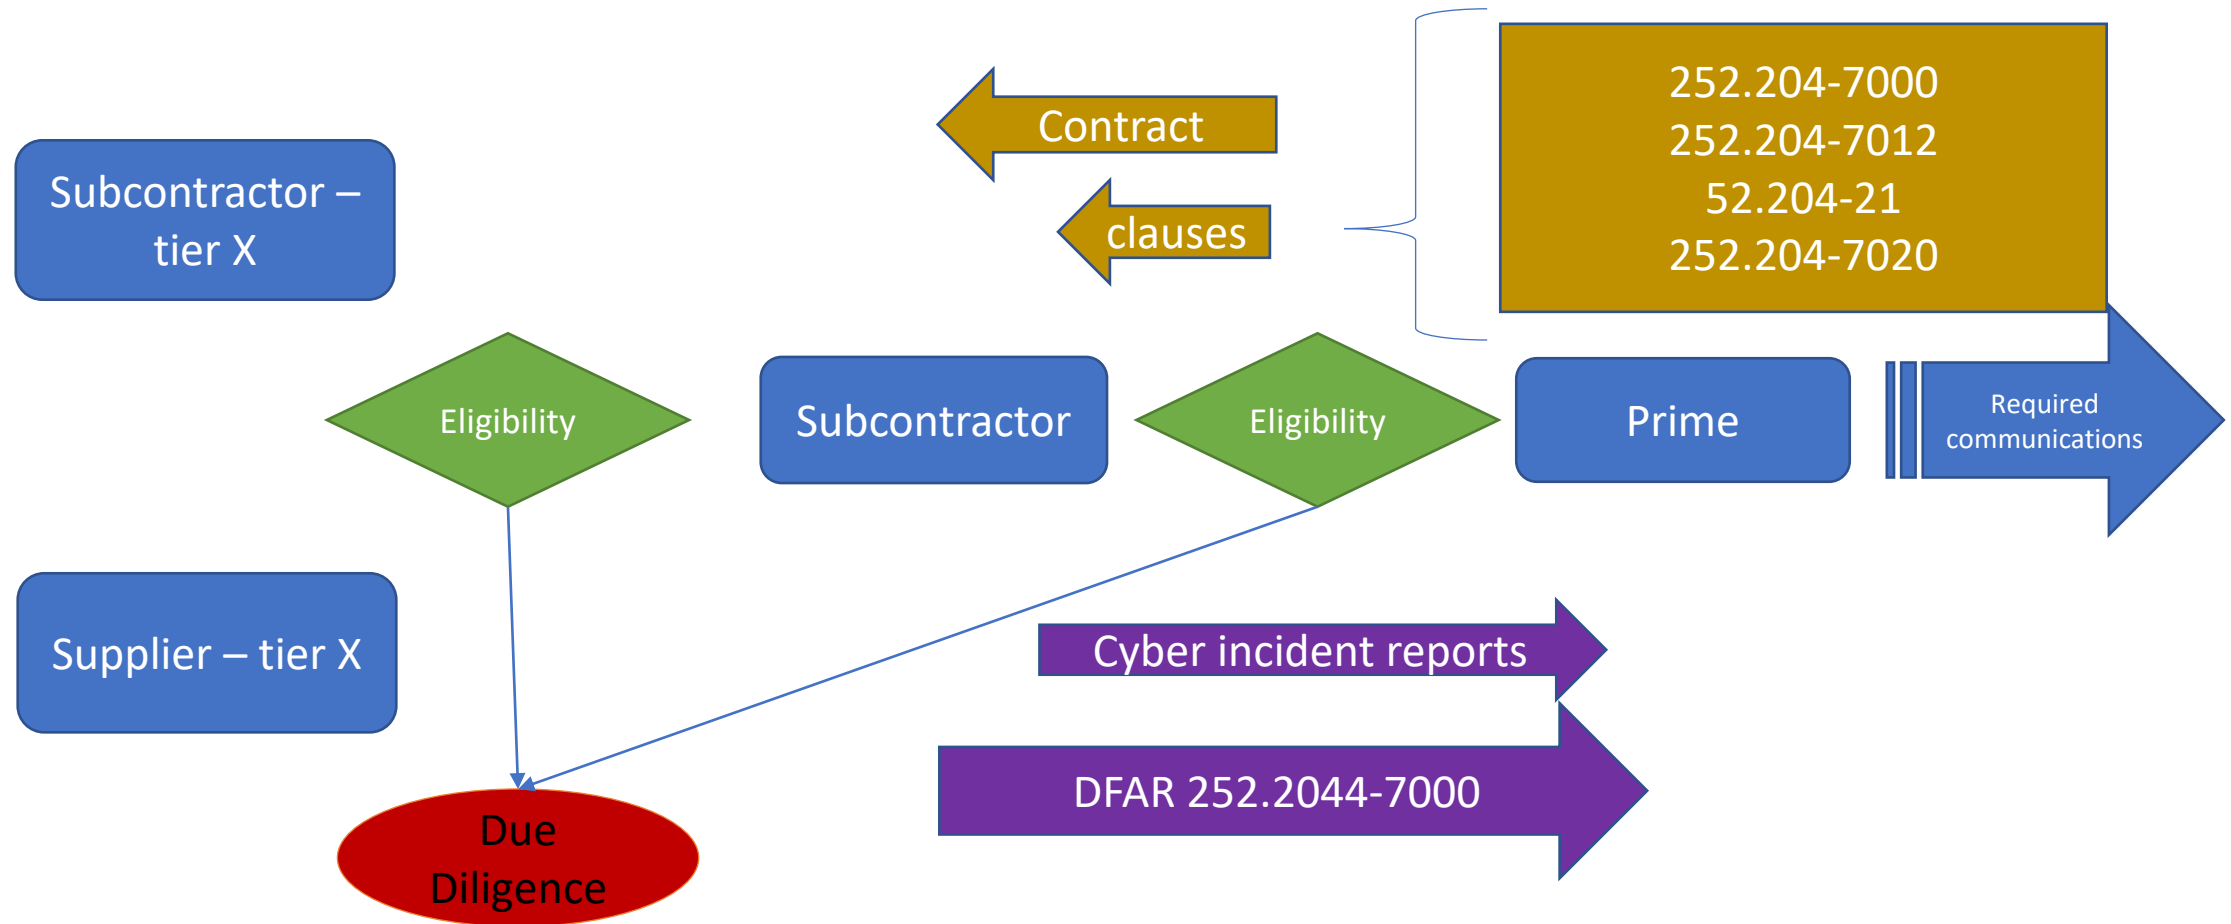 252.204-7000
252.204-7012
52.204-21
252.204-7020
Contract
clauses
Subcontractor –
tier X
Eligibility
Subcontractor
Eligibility
Prime
Required
communications
Supplier – tier X
Cyber incident reports
DFAR 252.2044-7000
Due
Diligence